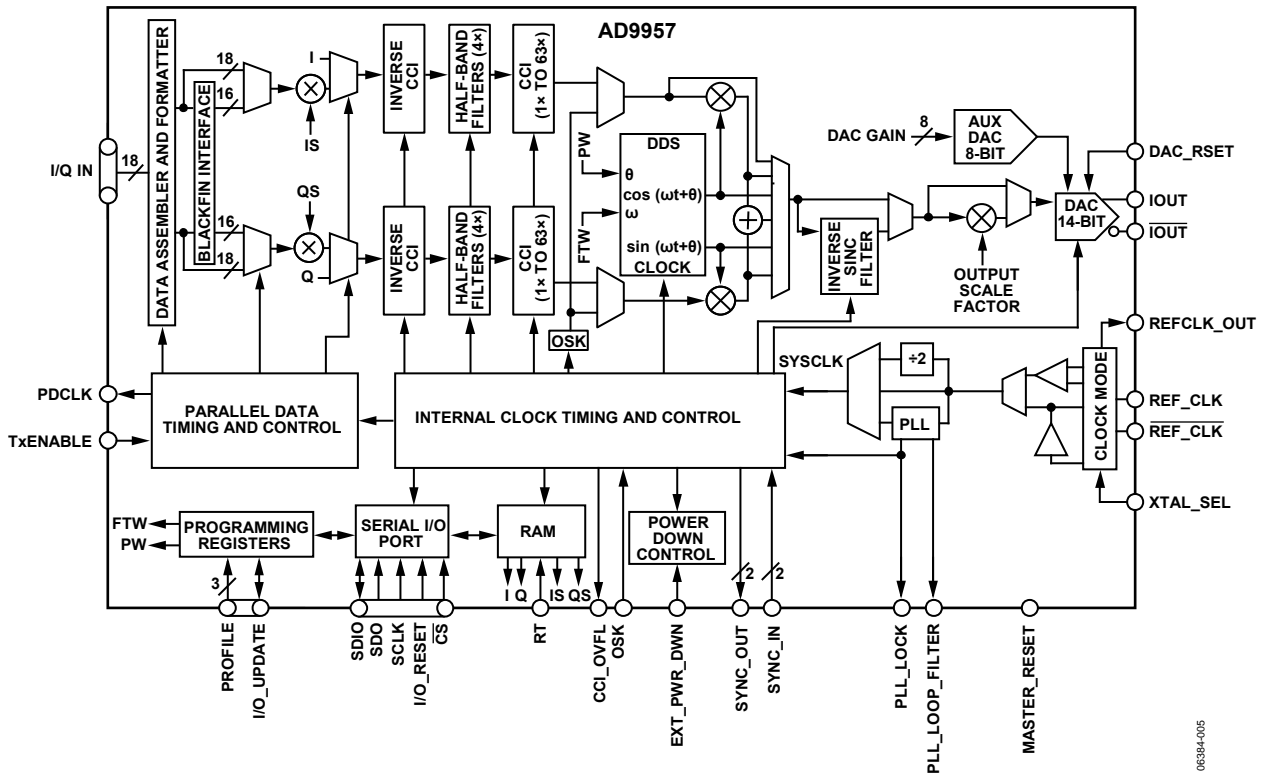 AD9957
I/Q IN
18
DATA ASSEMBLER AND FORMATTER
18
16
BLACKFIN INTERFACE
16
18
I
IS
QS
Q
INVERSE
CCI
HALF-BAND
FILTERS (4×)
CCI
(1× TO 63×)
INVERSE
CCI
HALF-BAND
FILTERS (4×)
CCI
(1× TO 63×)
OSK
PW
FTW
DDS
θ
cos (ωt+θ)
ω
sin (ωt+θ)
CLOCK
INVERSE
SINC
FILTER
OUTPUT
SCALE
FACTOR
DAC GAIN
8
AUX
DAC
8-BIT
DAC
14-BIT
DAC_RSET
IOUT
IOUT
REFCLK_OUT
REF_CLK
REF_CLK
XTAL_SEL
CLOCK MODE
SYSCLK
÷2
PLL
PDCLK
TxENABLE
PARALLEL DATA
TIMING AND CONTROL
INTERNAL CLOCK TIMING AND CONTROL
FTW
PW
PROGRAMMING
REGISTERS
SERIAL I/O
PORT
RAM
POWER
DOWN
CONTROL
3
I
Q
IS
QS
2
2
PROFILE
I/O_UPDATE
SDIO
SDO
SCLK
I/O_RESET
CS
RT
CCI_OVFL
OSK
EXT_PWR_DWN
SYNC_OUT
SYNC_IN
PLL_LOCK
PLL_LOOP_FILTER
MASTER_RESET
06384-005